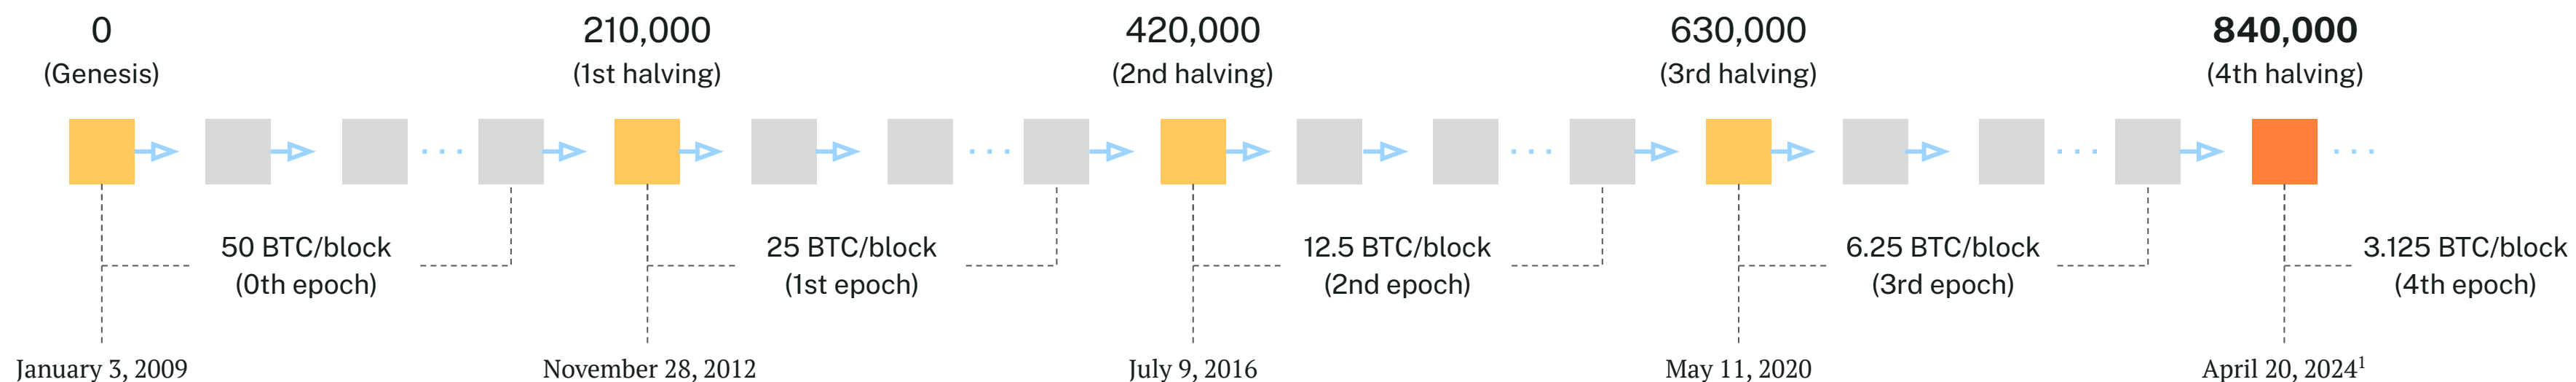 0
(Genesis)
210,000
(1st halving)
420,000
(2nd halving)
630,000
(3rd halving)
840,000
(4th halving)
50 BTC/block
(0th epoch)
25 BTC/block
(1st epoch)
12.5 BTC/block
(2nd epoch)
6.25 BTC/block
(3rd epoch)
3.125 BTC/block
(4th epoch)
January 3, 2009
November 28, 2012
July 9, 2016
May 11, 2020
April 20, 2024¹